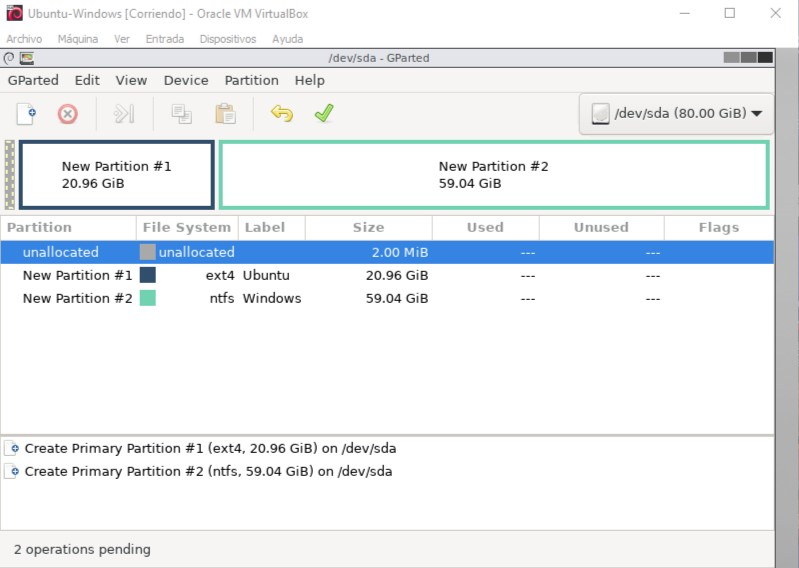 Ubuntu-Windows [Corriendo] - Oracle VM VirtualBox
Archivo Máquina Ver Entrada Dispositivos Ayuda
/dev/sda - GParted
GParted Edit View Device Partition Help
/dev/sda (80.00 GiB)
New Partition #1
20.96 GiB
New Partition #2
59.04 GiB
Partition File System Label Size Used Unused Flags
unallocated unallocated 2.00 MiB --- ---
New Partition #1 ext4 Ubuntu 20.96 GiB --- ---
New Partition #2 ntfs Windows 59.04 GiB --- ---
Create Primary Partition #1 (ext4, 20.96 GiB) on /dev/sda
Create Primary Partition #2 (ntfs, 59.04 GiB) on /dev/sda
2 operations pending